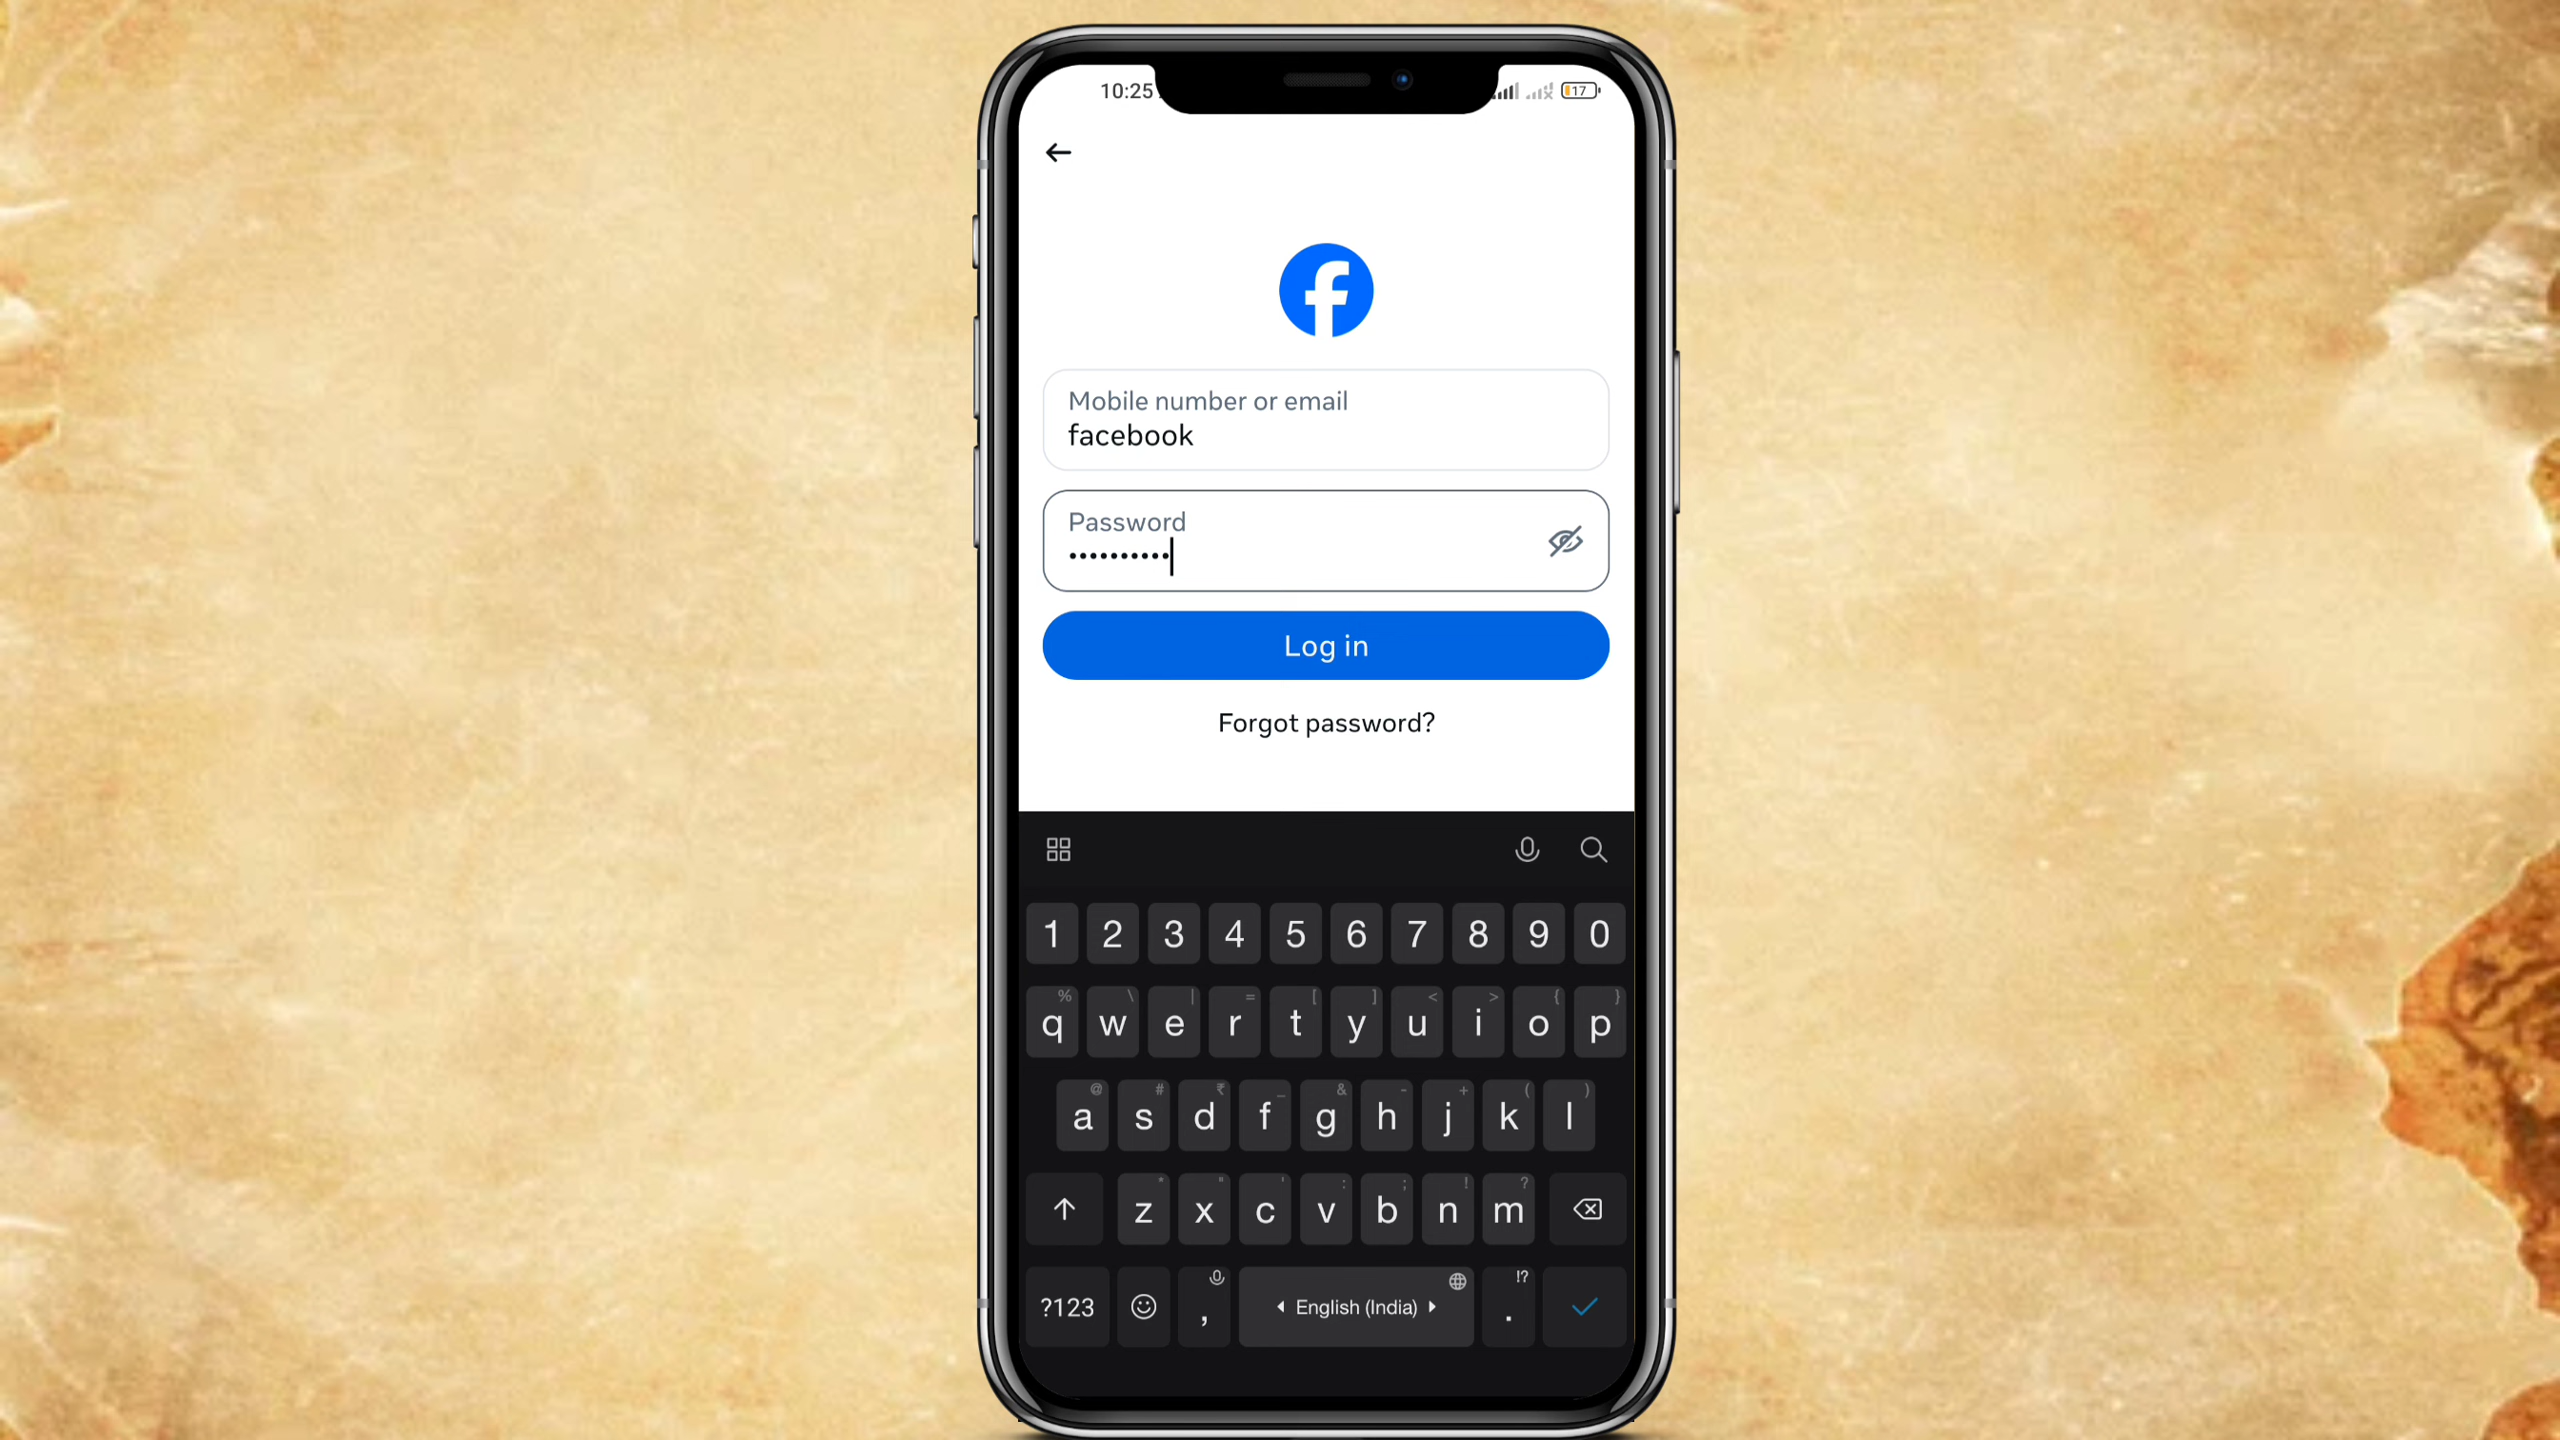 10:25
17
Mobile number or email
facebook
Password
••••••••••
Log in
Forgot password?
1 2 3 4 5 6 7 8 9 0
% \ | = [ ] < > { }
q w e r t y u i o p
@ # ₹ _ & - + ( )
a s d f g h j k l
* " ' : ; ! ?
z x c v b n m
!?
?123 , English (India) .